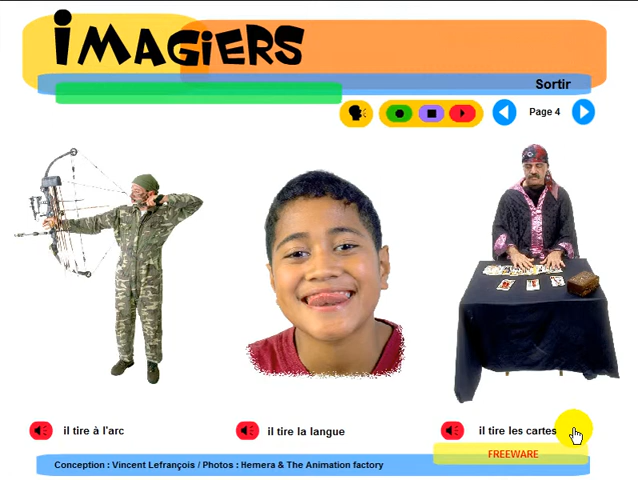 iMAGiERS
Sortir
Page 4
il tire à l'arc
il tire la langue
il tire les cartes
FREEWARE
Conception : Vincent Lefrançois / Photos : Hemera & The Animation factory